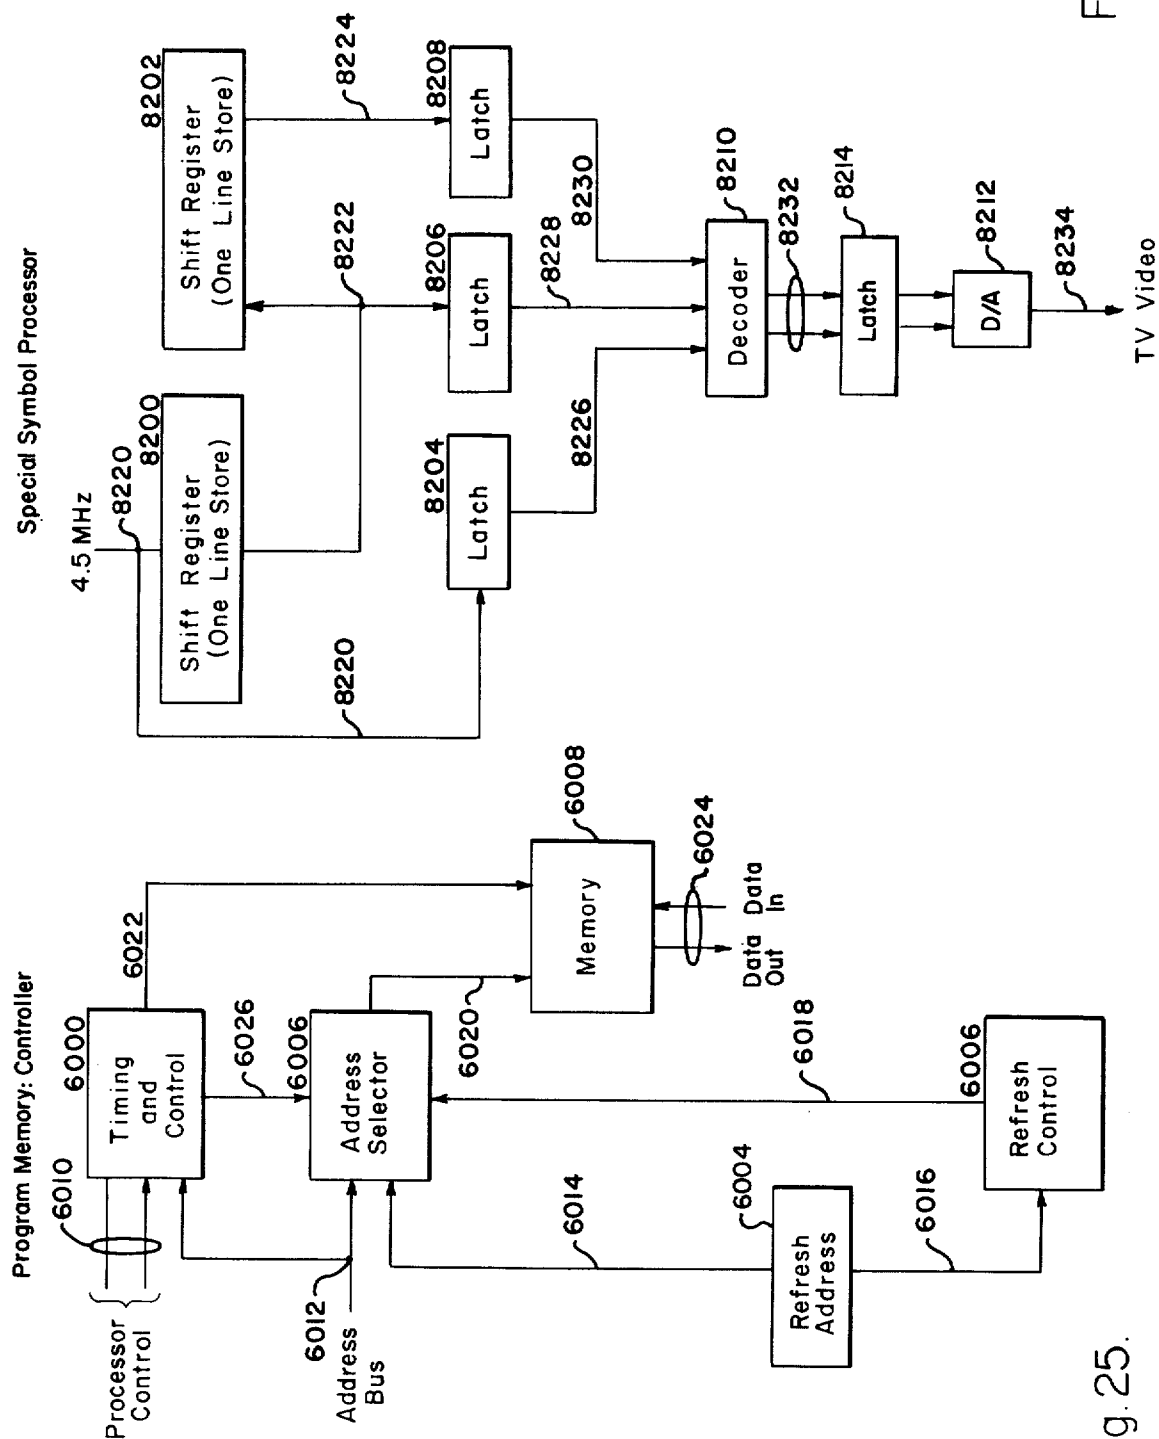 Program Memory: Controller
Processor
Control
6010
6000
Timing
and
Control
6022
6026
6012
Address
Bus
6006
Address
Selector
6020
6008
Memory
6024
Data
Out
Data
In
6014
6018
6004
Refresh
Address
6016
6006
Refresh
Control
g. 25.
Special Symbol Processor
4.5 MHz
8220
8200
Shift Register
(One Line Store)
8202
Shift Register
(One Line Store)
8220
8222
8224
8204
Latch
8206
Latch
8208
Latch
8226
8228
8230
8210
Decoder
8232
8214
Latch
8212
D/A
8234
TV Video
F